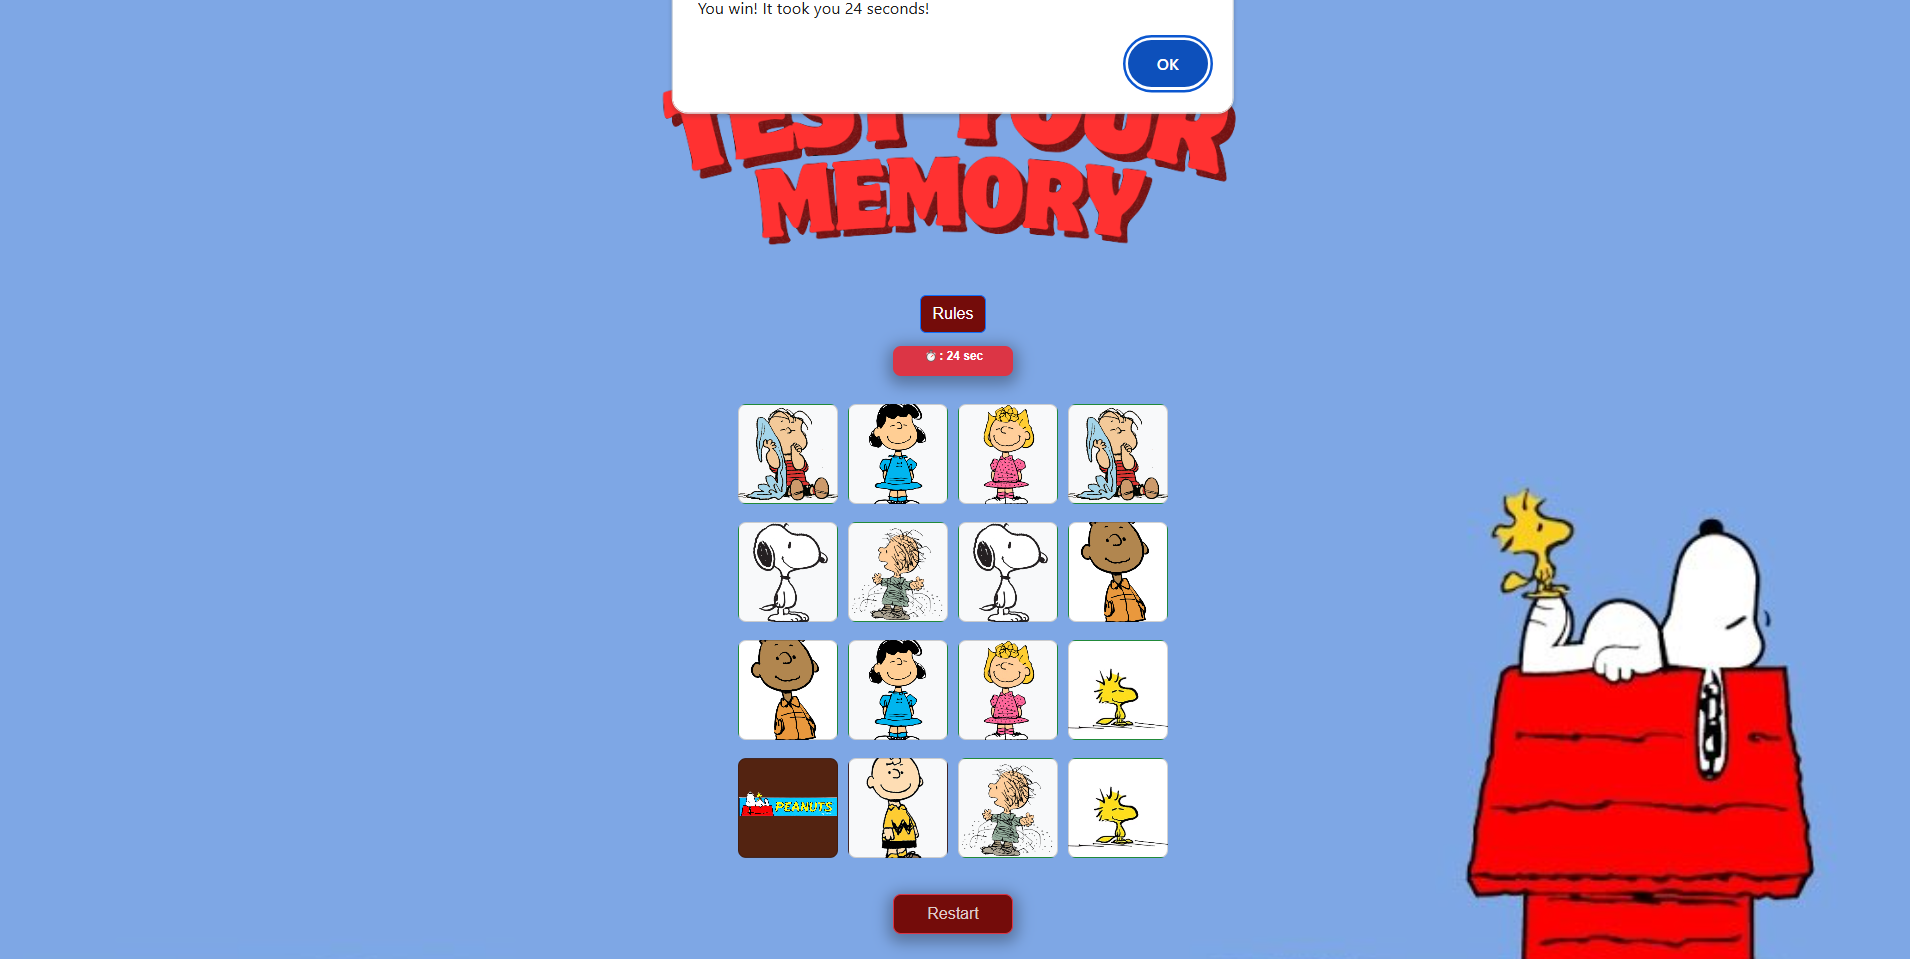 You win! It took you 24 seconds!
OK
TEST YOUR
MEMORY
Rules
: 24 sec
PEANUTS
Restart